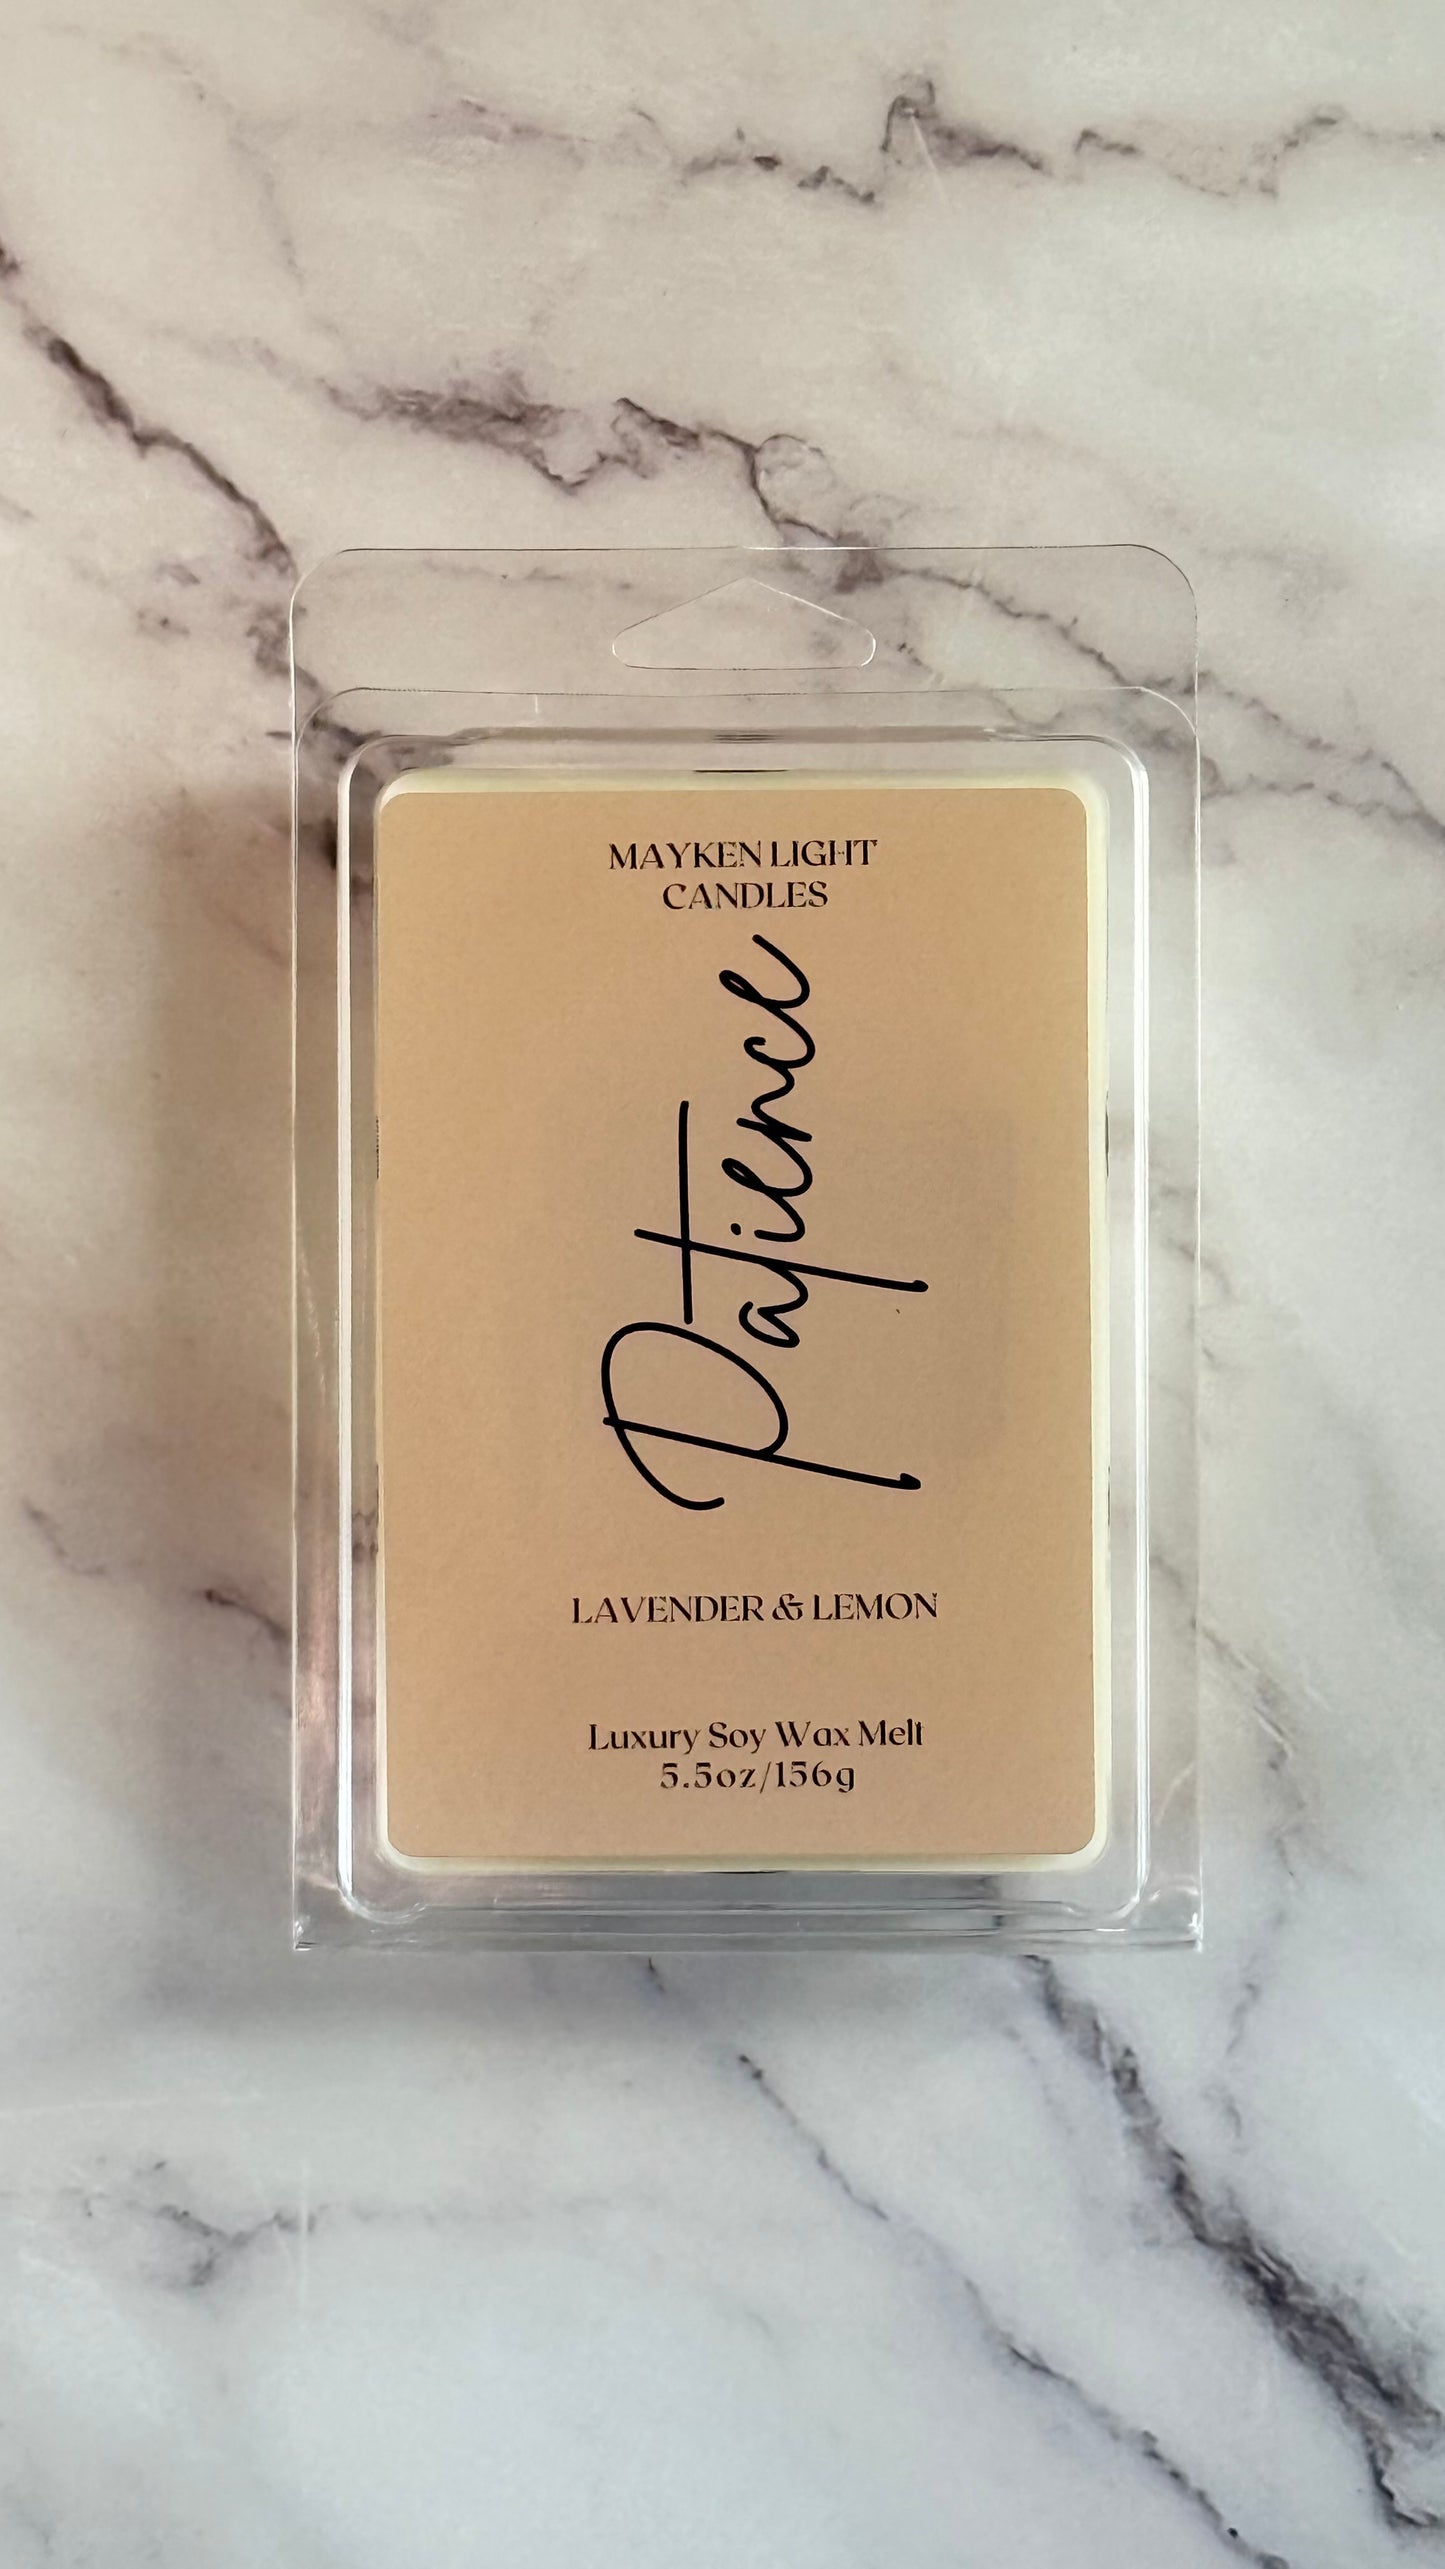 MAYKEN LIGHT
CANDLES
Patience
LAVENDER & LEMON
Luxury Soy Wax Melt
5.5oz/156g